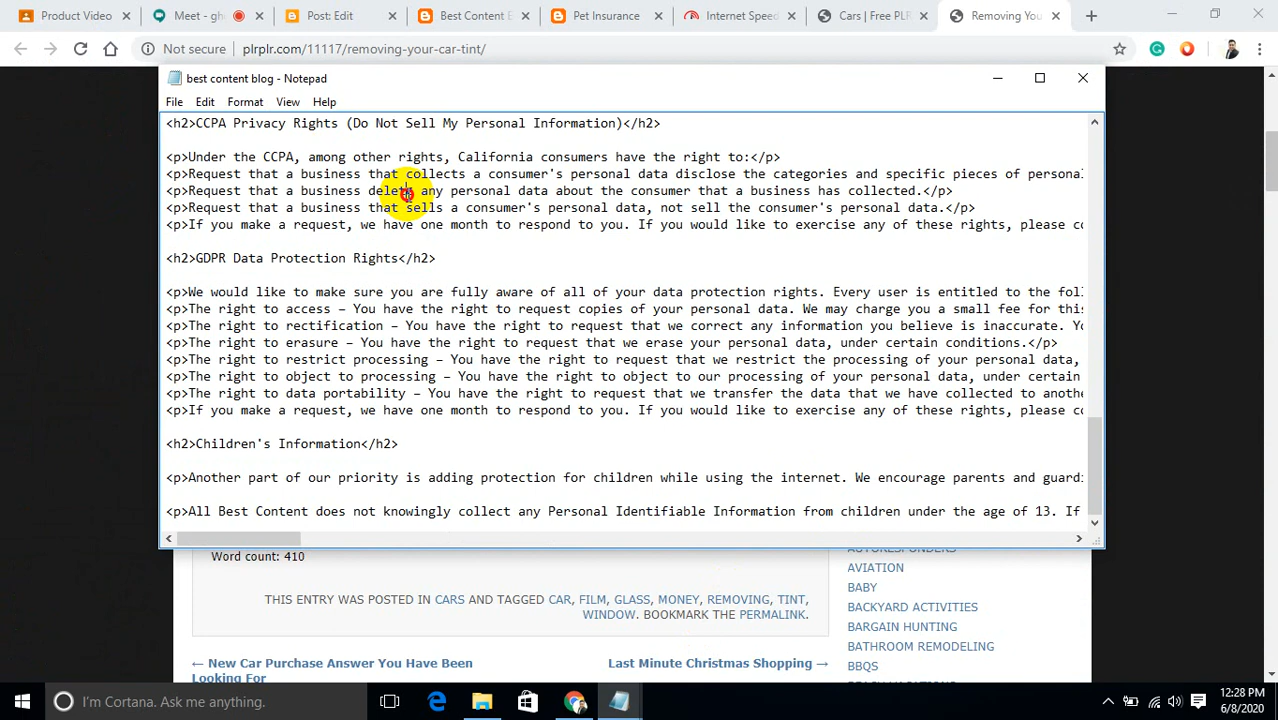 Product Video
Meet - gh
Post: Edit
Best Content B
Pet Insurance
Internet Speed
Cars | Free PLR
Removing You
Not secure | plrplr.com/11117/removing-your-car-tint/
best content blog - Notepad
File Edit Format View Help
<h2>CCPA Privacy Rights (Do Not Sell My Personal Information)</h2>
<p>Under the CCPA, among other rights, California consumers have the right to:</p>
<p>Request that a business that collects a consumer's personal data disclose the categories and specific pieces of personal
<p>Request that a business delete any personal data about the consumer that a business has collected.</p>
<p>Request that a business that sells a consumer's personal data, not sell the consumer's personal data.</p>
<p>If you make a request, we have one month to respond to you. If you would like to exercise any of these rights, please co
<h2>GDPR Data Protection Rights</h2>
<p>We would like to make sure you are fully aware of all of your data protection rights. Every user is entitled to the fol
<p>The right to access – You have the right to request copies of your personal data. We may charge you a small fee for this
<p>The right to rectification – You have the right to request that we correct any information you believe is inaccurate. Yo
<p>The right to erasure – You have the right to request that we erase your personal data, under certain conditions.</p>
<p>The right to restrict processing – You have the right to request that we restrict the processing of your personal data,
<p>The right to object to processing – You have the right to object to our processing of your personal data, under certain
<p>The right to data portability – You have the right to request that we transfer the data that we have collected to anothe
<p>If you make a request, we have one month to respond to you. If you would like to exercise any of these rights, please co
<h2>Children's Information</h2>
<p>Another part of our priority is adding protection for children while using the internet. We encourage parents and guardi
<p>All Best Content does not knowingly collect any Personal Identifiable Information from children under the age of 13. If
Word count: 410
THIS ENTRY WAS POSTED IN CARS AND TAGGED CAR, FILM, GLASS, MONEY, REMOVING, TINT,
WINDOW. BOOKMARK THE PERMALINK.
← New Car Purchase Answer You Have Been
Looking For
Last Minute Christmas Shopping →
AUTORESPONDERS
AVIATION
BABY
BACKYARD ACTIVITIES
BARGAIN HUNTING
BATHROOM REMODELING
BBQS
I'm Cortana. Ask me anything.
12:28 PM
6/8/2020